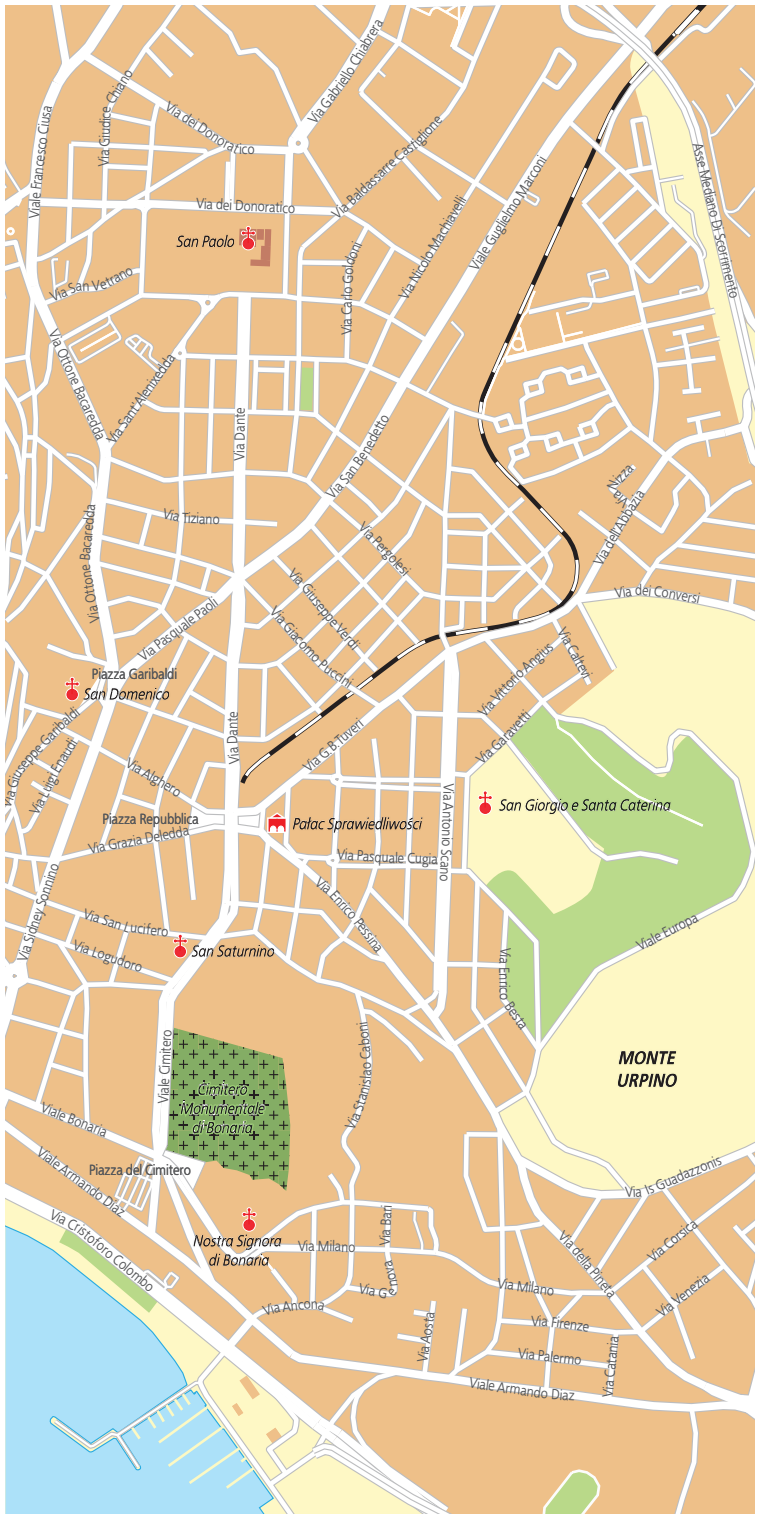 Via Gabriello Chiabrera
Viale Francesco Ciusa
Via Giudice Chiano
Via dei Donoratico
Via Baldassarre Castiglione
Asse Mediano Di Scorrimento
Via dei Donoratico
San Paolo
Via Nicolo Machiavelli
Viale Guglielmo Marconi
Via Carlo Goldoni
Via San Vetrano
Via Ottone Bacaredda
Via Sant'Alenixedda
Via Dante
Via San Benedetto
Via Nizza
Via dell'Abbazia
Via Tiziano
Via Ottone Bacaredda
Via Pergolesi
Via Giuseppe Verdi
Via Giacomo Puccini
Via Pasquale Paoli
Via dei Conversi
Via Caltevi
Via Vittorio Angius
Piazza Garibaldi
San Domenico
Via Giuseppe Garibaldi
Via Luigi Enaudi
Via Dante
Via G.B.Tuveri
Via Garavetti
Via Alghero
San Giorgio e Santa Caterina
Piazza Repubblica
Pałac Sprawiedliwości
Via Antonio Scano
Via Grazia Deledda
Via Pasquale Cugia
Via Sidney Sonnino
Via Enrico Pessina
Via San Lucifero
San Saturnino
Via Logudoro
Viale Europa
Via Enrico Besta
Viale Cimitero
Via Stanislao Caboni
MONTE
URPINO
Cimitero
Monumentale
di Bonaria
Viale Bonaria
Piazza del Cimitero
Viale Armando Diaz
Via Is Guadazzonis
Via Cristoforo Colombo
Nostra Signora
di Bonaria
Via Milano
Via Bari
Via Genova
Via della Pineta
Via Corsica
Via Venezia
Via Milano
Via Ancona
Via Aosta
Via Firenze
Via Palermo
Via Catania
Viale Armando Diaz